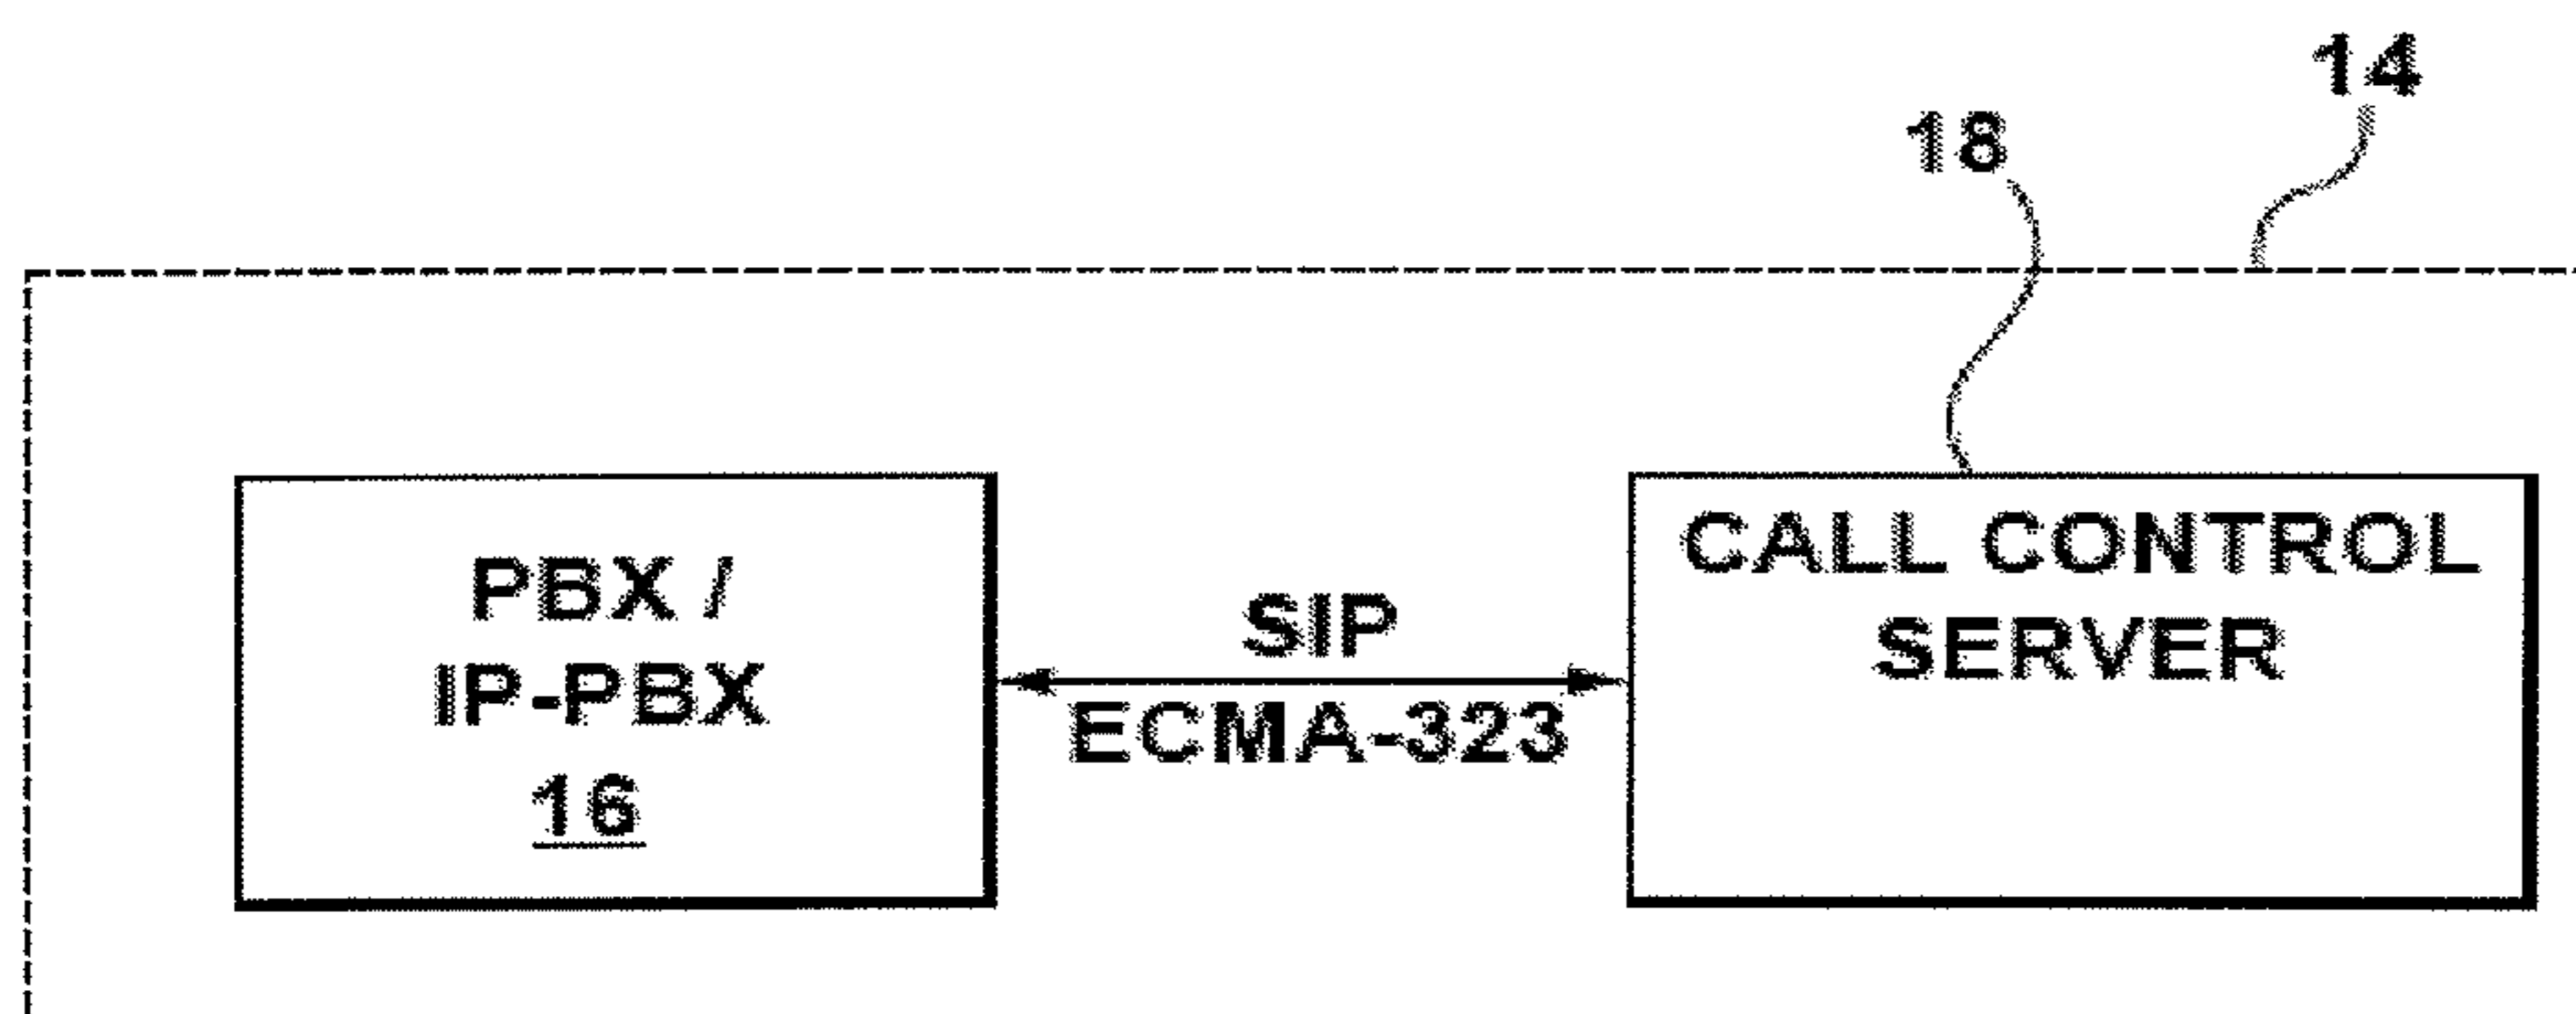 14
18
PBX /
IP-PBX
16
SIP
ECMA-323
CALL CONTROL
SERVER